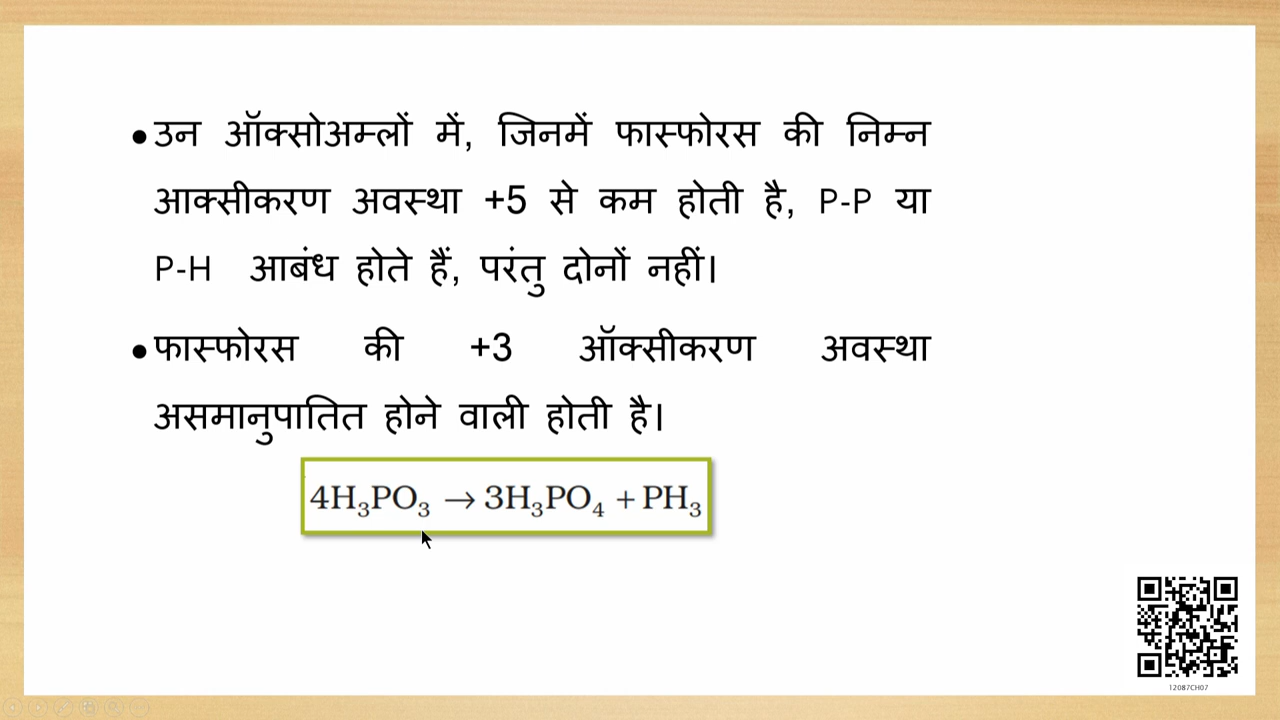 •उन ऑक्सोअम्लों में, जिनमें फास्फोरस की निम्न
आक्सीकरण अवस्था +5 से कम होती है, P-P या
P-H आबंध होते हैं, परंतु दोनों नहीं।
•फास्फोरस की +3 ऑक्सीकरण अवस्था
असमानुपातित होने वाली होती है।
4H₃PO₃ → 3H₃PO₄ + PH₃
12087CH07